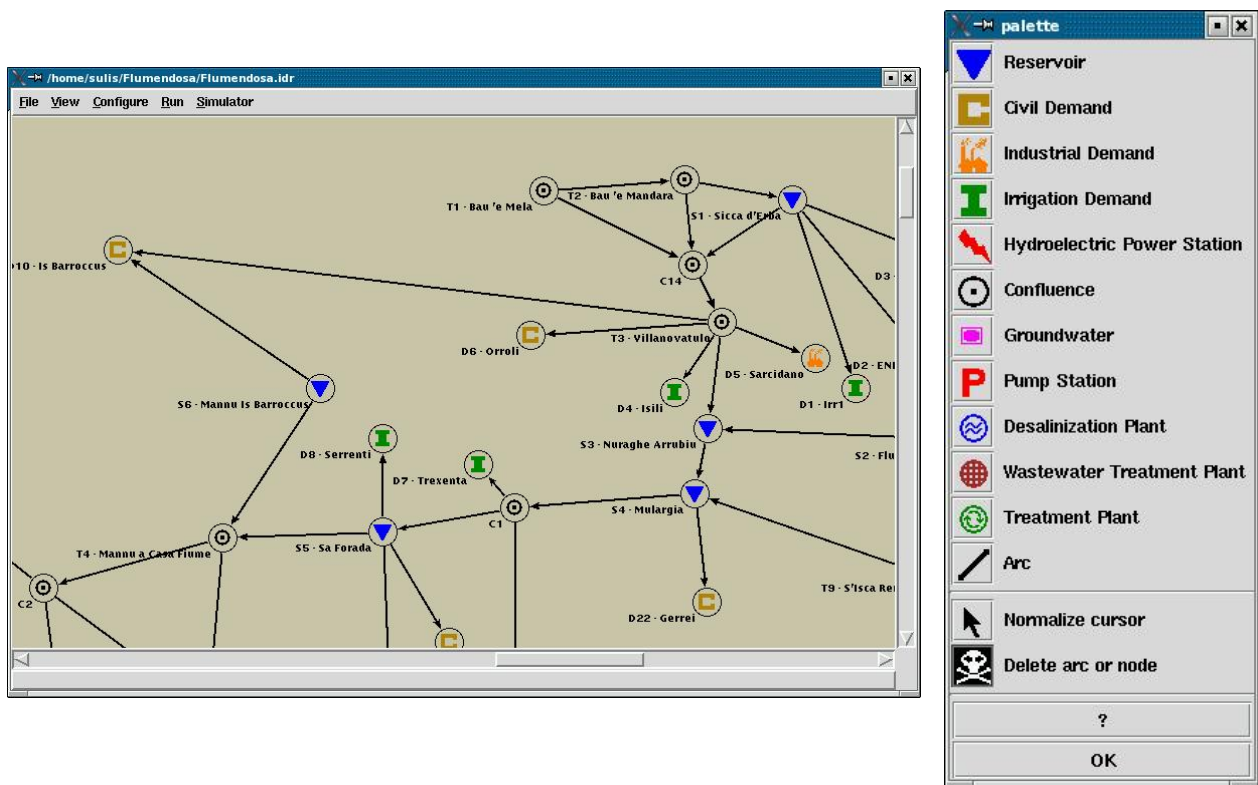 /home/sulis/Flumendosa/Flumendosa.idr
File View Configure Run Simulator
T1 - Bau 'e Mela
T2 - Bau 'e Mandara
S1 - Sicca d'Erba
10 - Is Barroccus
C14
D3 -
D6 - Orroli
T3 - Villanovatulo
D5 - Sarcidano
D2 - ENI
S6 - Mannu Is Barroccus
D4 - Isili
D1 - Irr1
D8 - Serrenti
S3 - Nuraghe Arrubiu
S2 - Flu
D7 - Trexenta
C1
S4 - Mulargia
T4 - Mannu a Casa Fiume
S5 - Sa Forada
T9 - S'Isca Re
C2
D22 - Gerrei
palette
Reservoir
Civil Demand
Industrial Demand
Irrigation Demand
Hydroelectric Power Station
Confluence
Groundwater
P Pump Station
Desalinization Plant
Wastewater Treatment Plant
Treatment Plant
Arc
Normalize cursor
Delete arc or node
?
OK